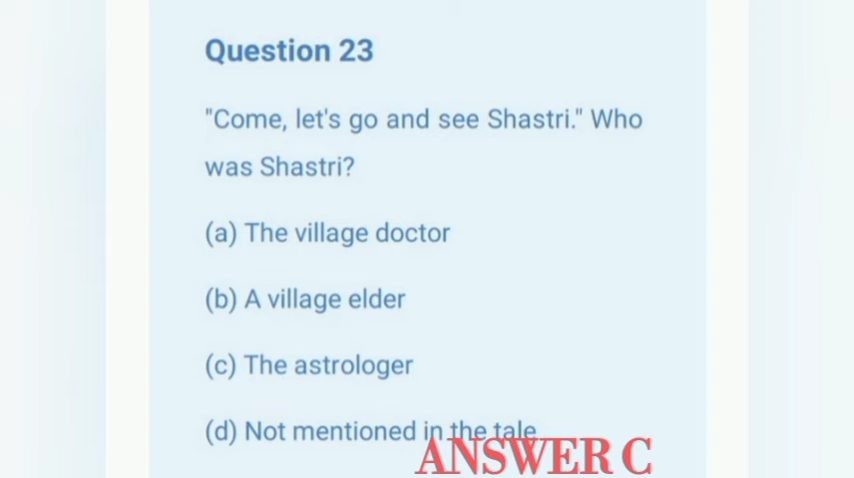 Question 23
"Come, let's go and see Shastri." Who
was Shastri?
(a) The village doctor
(b) A village elder
(c) The astrologer
(d) Not mentioned in the tale
ANSWER C